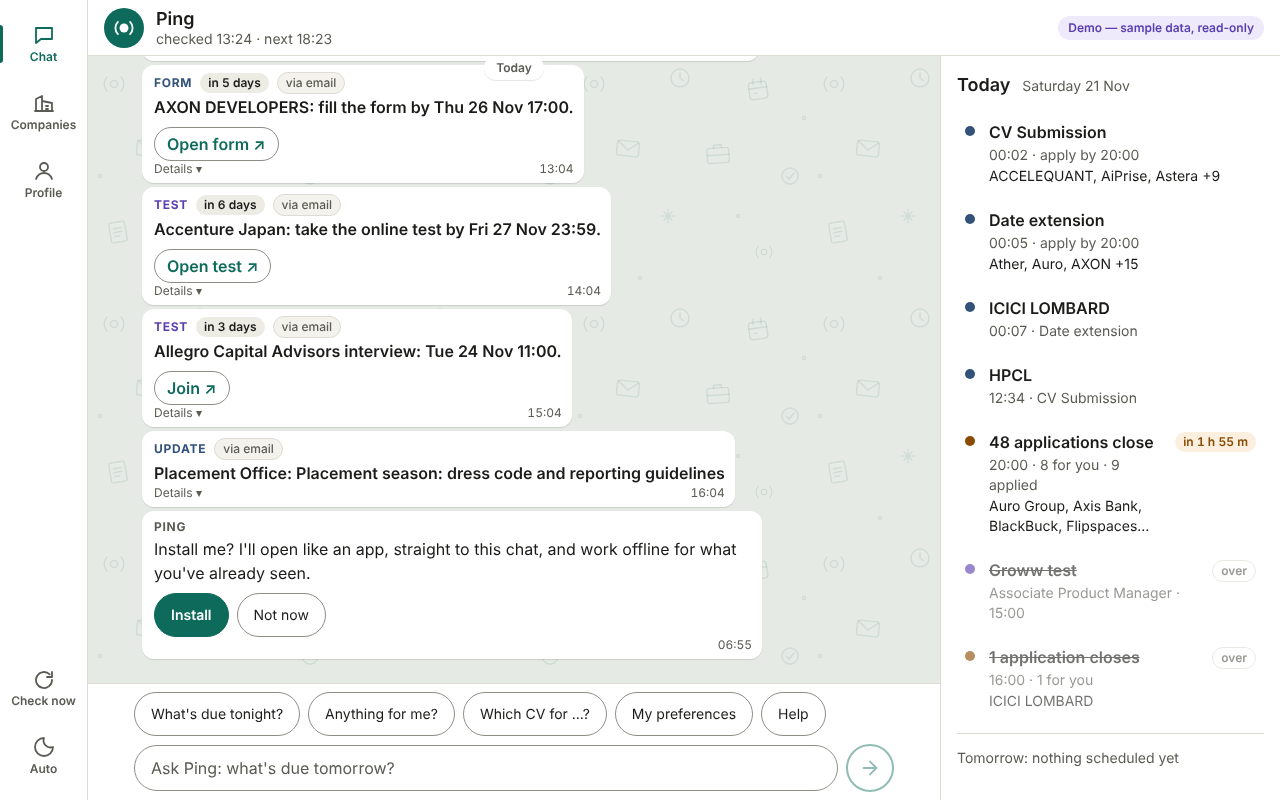 Chat
Companies
Profile
Check now
Auto
Ping
checked 13:24 · next 18:23
Demo — sample data, read-only
Today
FORM in 5 days via email
AXON DEVELOPERS: fill the form by Thu 26 Nov 17:00.
Open form ↗
Details ▾ 13:04
TEST in 6 days via email
Accenture Japan: take the online test by Fri 27 Nov 23:59.
Open test ↗
Details ▾ 14:04
TEST in 3 days via email
Allegro Capital Advisors interview: Tue 24 Nov 11:00.
Join ↗
Details ▾ 15:04
UPDATE via email
Placement Office: Placement season: dress code and reporting guidelines
Details ▾ 16:04
PING
Install me? I'll open like an app, straight to this chat, and work offline for what
you've already seen.
Install Not now
06:55
What's due tonight? Anything for me? Which CV for ...? My preferences Help
Ask Ping: what's due tomorrow?
Today Saturday 21 Nov
CV Submission
00:02 · apply by 20:00
ACCELEQUANT, AiPrise, Astera +9
Date extension
00:05 · apply by 20:00
Ather, Auro, AXON +15
ICICI LOMBARD
00:07 · Date extension
HPCL
12:34 · CV Submission
48 applications close in 1 h 55 m
20:00 · 8 for you · 9
applied
Auro Group, Axis Bank,
BlackBuck, Flipspaces...
Groww test over
Associate Product Manager ·
15:00
1 application closes over
16:00 · 1 for you
ICICI LOMBARD
Tomorrow: nothing scheduled yet